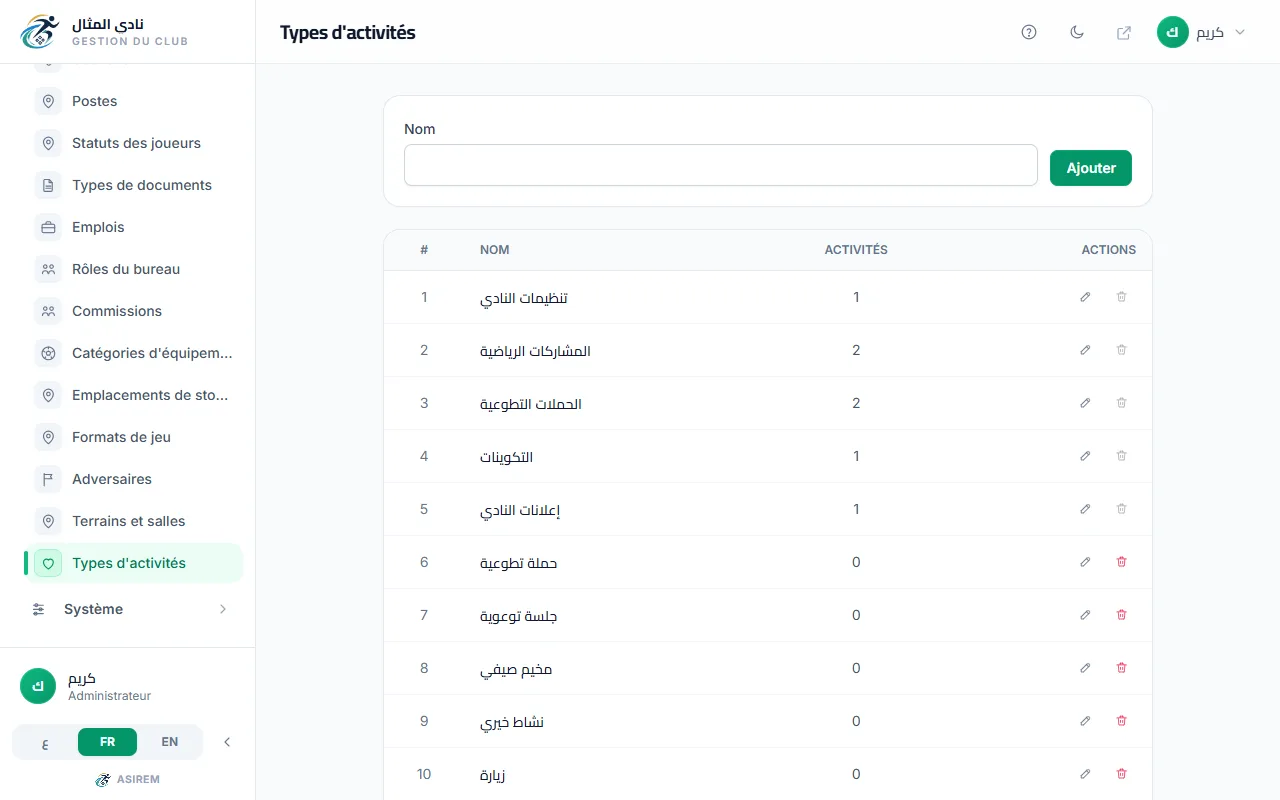 نادي المثال
GESTION DU CLUB
Types d'activités
ك
كريم
Postes
Statuts des joueurs
Types de documents
Emplois
Rôles du bureau
Commissions
Catégories d'équipem...
Emplacements de sto...
Formats de jeu
Adversaires
Terrains et salles
Types d'activités
Système
ك
كريم
Administrateur
ع FR EN
ASIREM
Nom
Ajouter
# NOM ACTIVITÉS ACTIONS
1 تنظيمات النادي 1
2 المشاركات الرياضية 2
3 الحملات التطوعية 2
4 التكوينات 1
5 إعلانات النادي 1
6 حملة تطوعية 0
7 جلسة توعوية 0
8 مخيم صيفي 0
9 نشاط خيري 0
10 زيارة 0